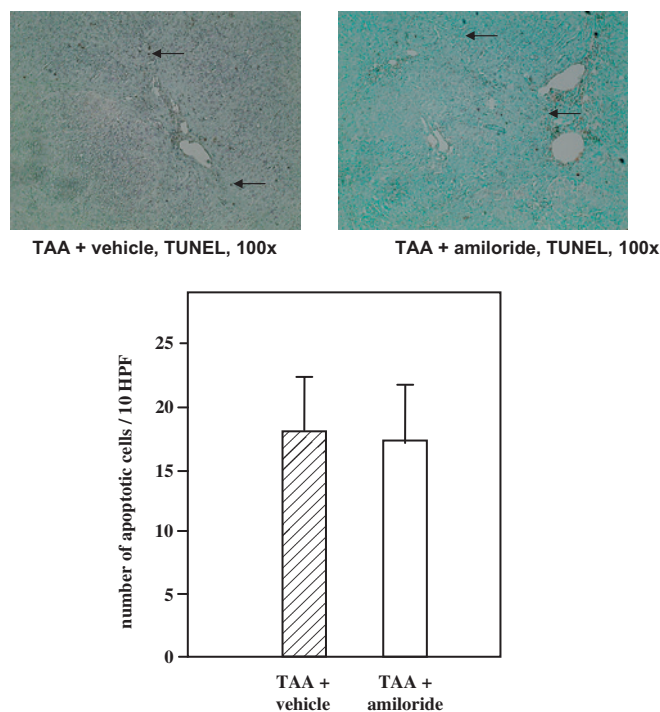 TAA + vehicle, TUNEL, 100x
TAA + amiloride, TUNEL, 100x
number of apoptotic cells / 10 HPF
25
20
15
10
5
0
TAA +
vehicle
TAA +
amiloride